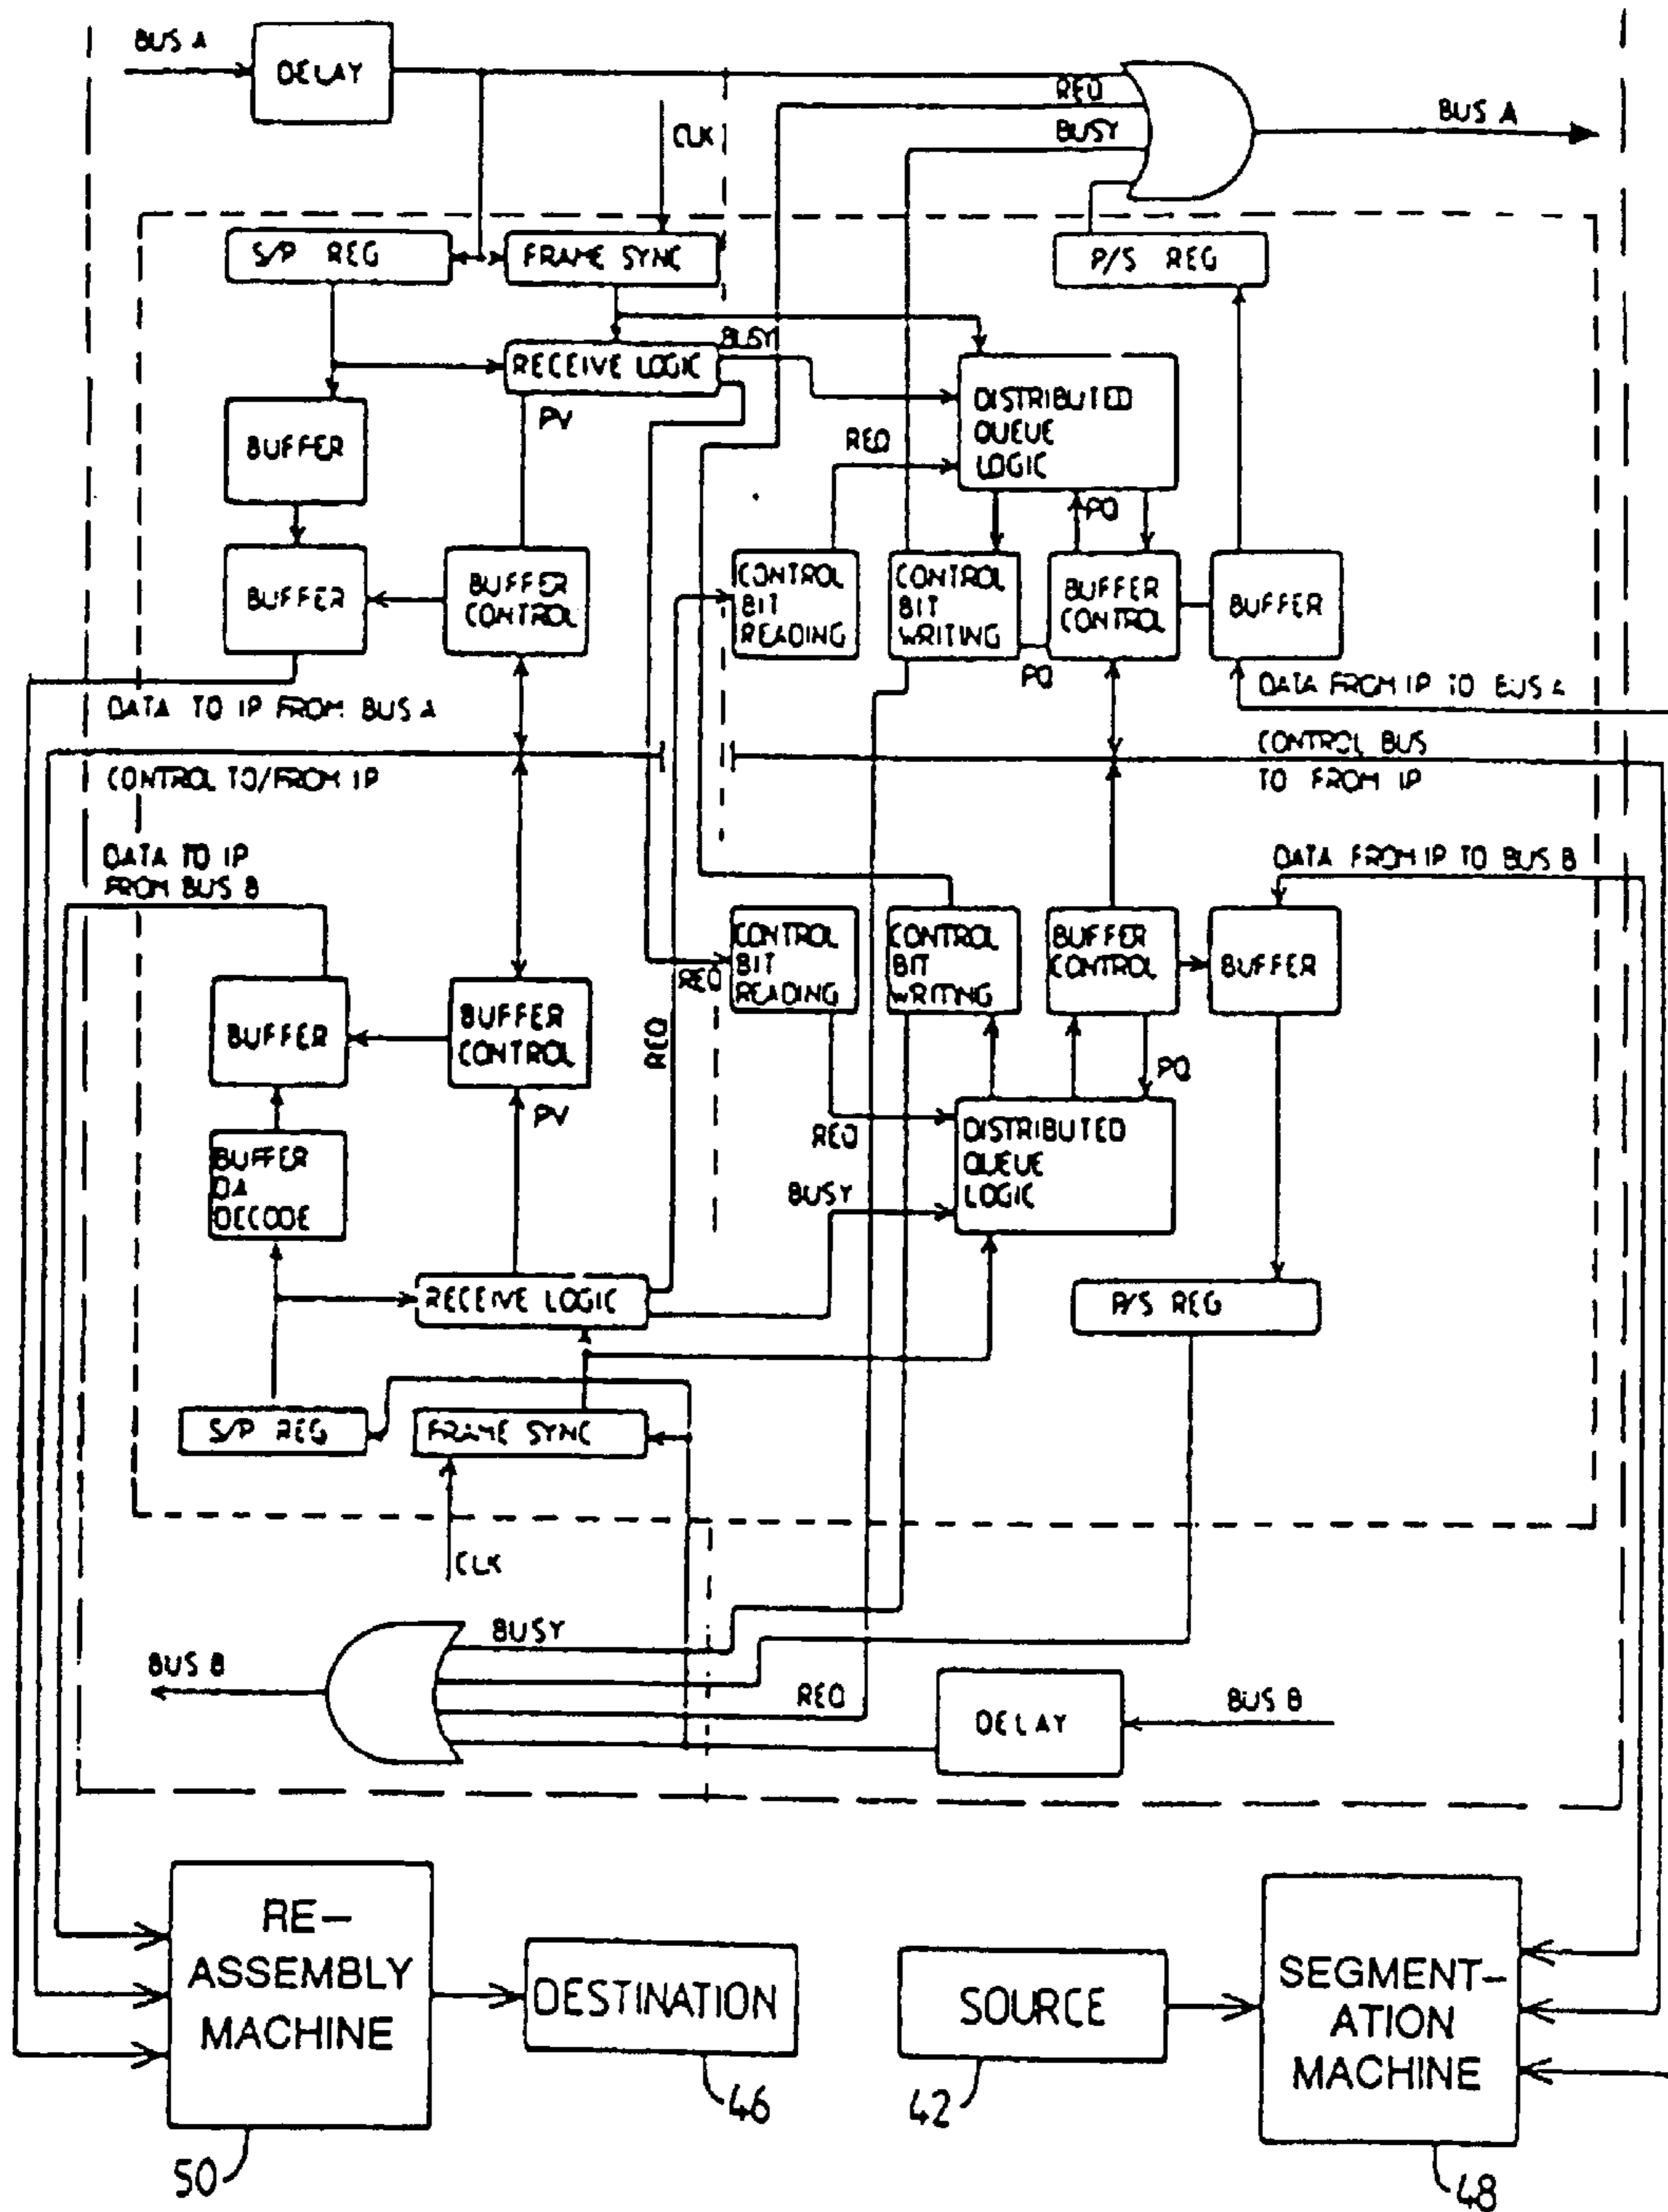 BUS A
DELAY
REQ
BUSY
BUS A
CLK
S/P REG
FRAME SYNC
P/S REG
BUSY
RECEIVE LOGIC
PV
DISTRIBUTED
QUEUE
LOGIC
REQ
BUFFER
PQ
BUFFER
BUFFER
CONTROL
CONTROL
BIT
READING
CONTROL
BIT
WRITING
BUFFER
CONTROL
BUFFER
PQ
DATA TO IP FROM BUS A
DATA FROM IP TO BUS A
CONTROL TO/FROM IP
CONTROL BUS
TO FROM IP
DATA TO IP
FROM BUS B
DATA FROM IP TO BUS B
CONTROL
BIT
READING
CONTROL
BIT
WRITING
BUFFER
CONTROL
BUFFER
REQ
REQ
BUFFER
BUFFER
CONTROL
PV
PQ
BUFFER
DA
DECODE
REQ
DISTRIBUTED
QUEUE
LOGIC
BUSY
RECEIVE LOGIC
P/S REG
S/P REG
FRAME SYNC
CLK
BUSY
BUS B
REQ
DELAY
BUS B
RE-
ASSEMBLY
MACHINE
DESTINATION
SOURCE
SEGMENT-
ATION
MACHINE
46
42
50
48